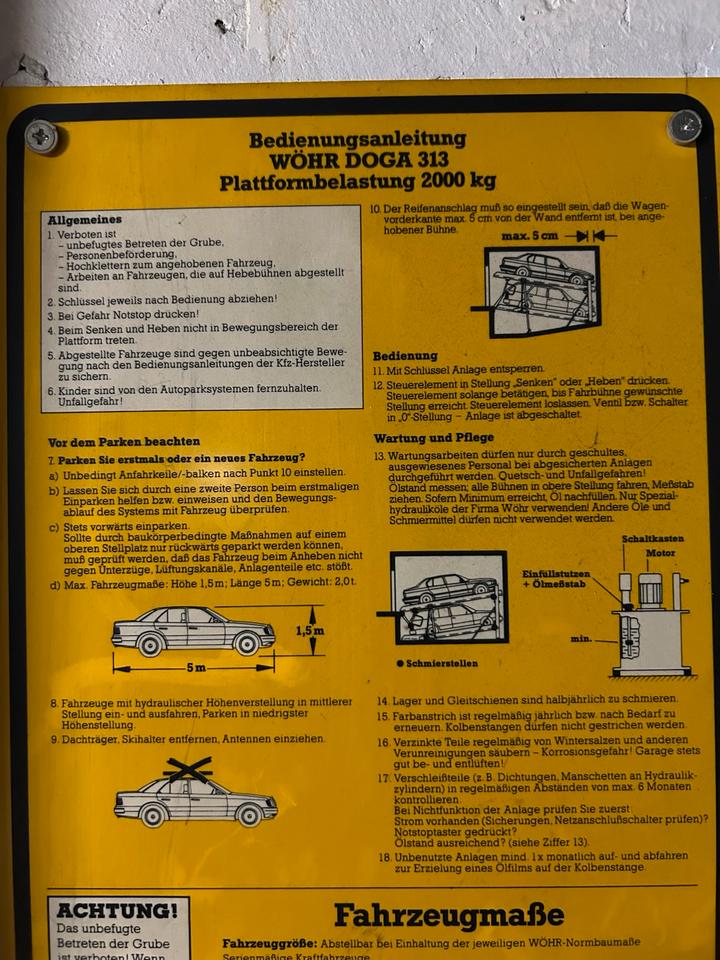 Bedienungsanleitung
WÖHR DOGA 313
Plattformbelastung 2000 kg
Allgemeines
1. Verboten ist
– unbefugtes Betreten der Grube,
– Personenbeförderung,
– Hochklettern zum angehobenen Fahrzeug,
– Arbeiten an Fahrzeugen, die auf Hebebühnen abgestellt
sind.
2. Schlüssel jeweils nach Bedienung abziehen!
3. Bei Gefahr Notstop drücken!
4. Beim Senken und Heben nicht in Bewegungsbereich der
Plattform treten.
5. Abgestellte Fahrzeuge sind gegen unbeabsichtigte Bewe-
gung nach den Bedienungsanleitungen der Kfz-Hersteller
zu sichern.
6. Kinder sind von den Autoparksystemen fernzuhalten.
Unfallgefahr!
Vor dem Parken beachten
7. Parken Sie erstmals oder ein neues Fahrzeug?
a) Unbedingt Anfahrkeile/-balken nach Punkt 10 einstellen.
b) Lassen Sie sich durch eine zweite Person beim erstmaligen
Einparken helfen bzw. einweisen und den Bewegungs-
ablauf des Systems mit Fahrzeug überprüfen.
c) Stets vorwärts einparken.
Sollte durch baukörperbedingte Maßnahmen auf einem
oberen Stellplatz nur rückwärts geparkt werden können,
muß geprüft werden, daß das Fahrzeug beim Anheben nicht
gegen Unterzüge, Lüftungskanäle, Anlagenteile etc. stößt.
d) Max. Fahrzeugmaße: Höhe 1,5 m; Länge 5 m; Gewicht: 2,0 t.
1,5 m
5 m
8. Fahrzeuge mit hydraulischer Höhenverstellung in mittlerer
Stellung ein- und ausfahren, Parken in niedrigster
Höhenstellung.
9. Dachträger, Skihalter entfernen, Antennen einziehen.
10. Der Reifenanschlag muß so eingestellt sein, daß die Wagen-
vorderkante max. 5 cm von der Wand entfernt ist, bei ange-
hobener Bühne.
max. 5 cm
Bedienung
11. Mit Schlüssel Anlage entsperren.
12. Steuerelement in Stellung „Senken" oder „Heben" drücken.
Steuerelement solange betätigen, bis Fahrbühne gewünschte
Stellung erreicht. Steuerelement loslassen, Ventil bzw. Schalter
in „0"-Stellung – Anlage ist abgeschaltet.
Wartung und Pflege
13. Wartungsarbeiten dürfen nur durch geschultes,
ausgewiesenes Personal bei abgesicherten Anlagen
durchgeführt werden. Quetsch- und Unfallgefahren!
Ölstand messen; alle Bühnen in obere Stellung fahren, Meßstab
ziehen. Sofern Minimum erreicht, Öl nachfüllen. Nur Spezial-
hydrauliköle der Firma Wöhr verwenden! Andere Öle und
Schmiermittel dürfen nicht verwendet werden.
Schaltkasten
Motor
Einfüllstutzen
+ Ölmeßstab
min.
● Schmierstellen
14. Lager und Gleitschienen sind halbjährlich zu schmieren.
15. Farbanstrich ist regelmäßig jährlich bzw. nach Bedarf zu
erneuern. Kolbenstangen dürfen nicht gestrichen werden.
16. Verzinkte Teile regelmäßig von Wintersalzen und anderen
Verunreinigungen säubern – Korrosionsgefahr! Garage stets
gut be- und entlüften!
17. Verschleißteile (z. B. Dichtungen, Manschetten an Hydraulik-
zylindern) in regelmäßigen Abständen von max. 6 Monaten
kontrollieren.
Bei Nichtfunktion der Anlage prüfen Sie zuerst:
Strom vorhanden (Sicherungen, Netzanschlußschalter prüfen)?
Notstoptaster gedrückt?
Ölstand ausreichend? (siehe Ziffer 13).
18. Unbenutzte Anlagen mind. 1 x monatlich auf- und abfahren
zur Erzielung eines Ölfilms auf der Kolbenstange.
ACHTUNG!
Das unbefugte
Betreten der Grube
ist verboten! Wenn
Fahrzeugmaße
Fahrzeuggröße: Abstellbar bei Einhaltung der jeweiligen WÖHR-Normbaumaße
Serienmäßige Kraftfahrzeuge